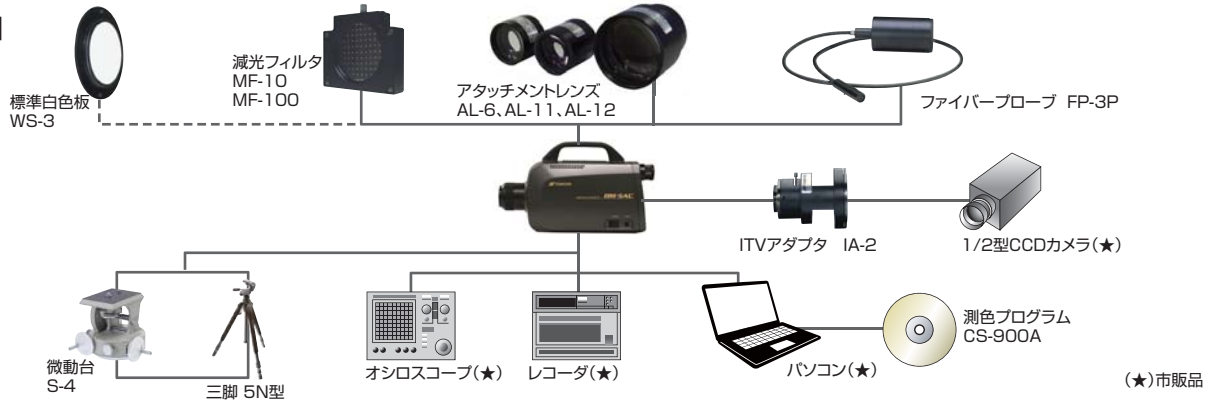 標準白色板
WS-3
減光フィルタ
MF-10
MF-100
アタッチメントレンズ
AL-6、AL-11、AL-12
ファイバープローブ FP-3P
TOPCON
BM-5AC
ITVアダプタ IA-2
1/2型CCDカメラ(★)
微動台
S-4
三脚 5N型
オシロスコープ(★)
レコーダ(★)
パソコン(★)
測色プログラム
CS-900A
(★)市販品